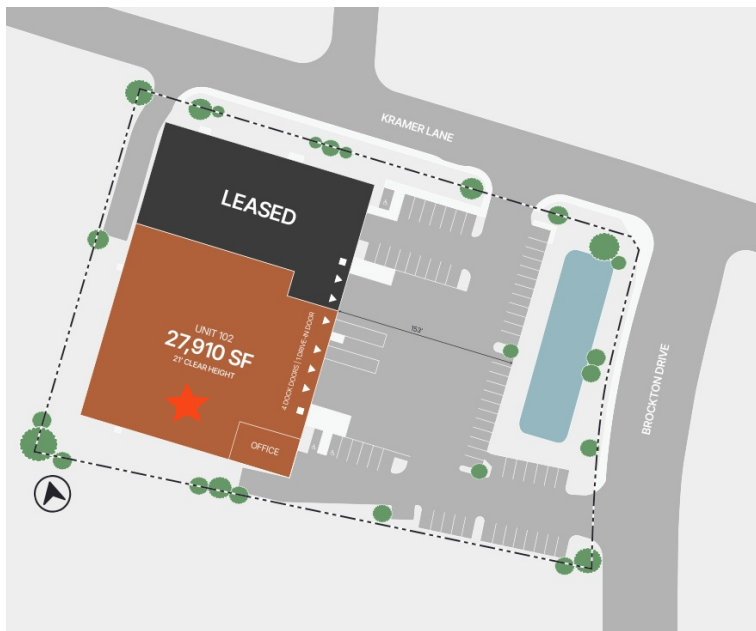 KRAMER LANE
LEASED
UNIT 102
27,910 SF
21' CLEAR HEIGHT
4 DOCK DOORS | 1 DRIVE-IN DOOR
153'
OFFICE
BROCKTON DRIVE